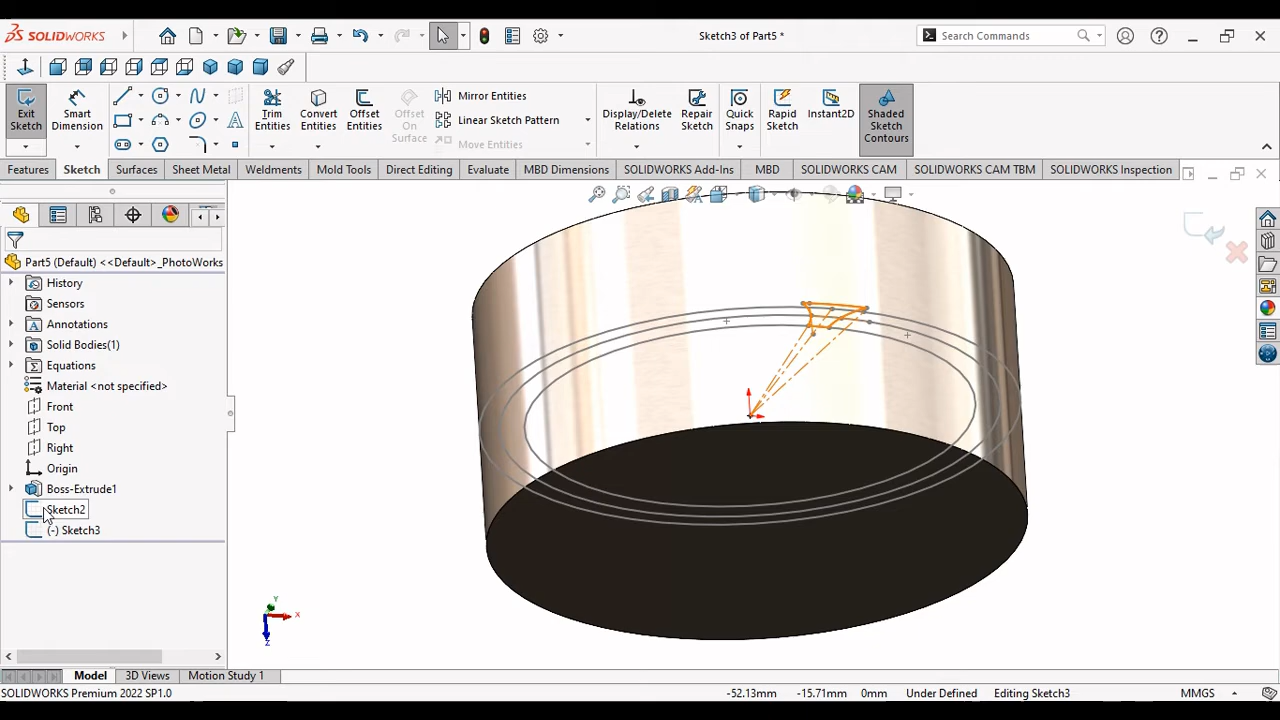 SOLIDWORKS
Sketch3 of Part5 *
Search Commands
Exit Sketch
Smart Dimension
Trim Entities
Convert Entities
Offset Entities
Offset On Surface
Mirror Entities
Linear Sketch Pattern
Move Entities
Display/Delete Relations
Repair Sketch
Quick Snaps
Rapid Sketch
Instant2D
Shaded Sketch Contours
Features
Sketch
Surfaces
Sheet Metal
Weldments
Mold Tools
Direct Editing
Evaluate
MBD Dimensions
SOLIDWORKS Add-Ins
MBD
SOLIDWORKS CAM
SOLIDWORKS CAM TBM
SOLIDWORKS Inspection
Part5 (Default) <<Default>_PhotoWorks
History
Sensors
Annotations
Solid Bodies(1)
Equations
Material <not specified>
Front
Top
Right
Origin
Boss-Extrude1
Sketch2
(-) Sketch3
Y
X
Z
Model
3D Views
Motion Study 1
SOLIDWORKS Premium 2022 SP1.0
-52.13mm
-15.71mm
0mm
Under Defined
Editing Sketch3
MMGS